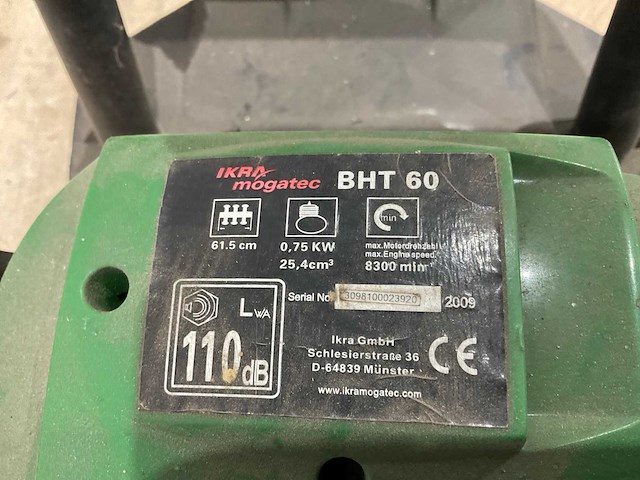 IKRA
mogatec BHT 60
min
61.5 cm
0,75 KW
25,4cm³
max.Motordrehzahl
max.Engine speed
8300 min⁻¹
LWA
110 dB
Serial No 3098100023920 2009
Ikra GmbH
Schlesierstraße 36
D-64839 Münster
CE
www.ikramogatec.com